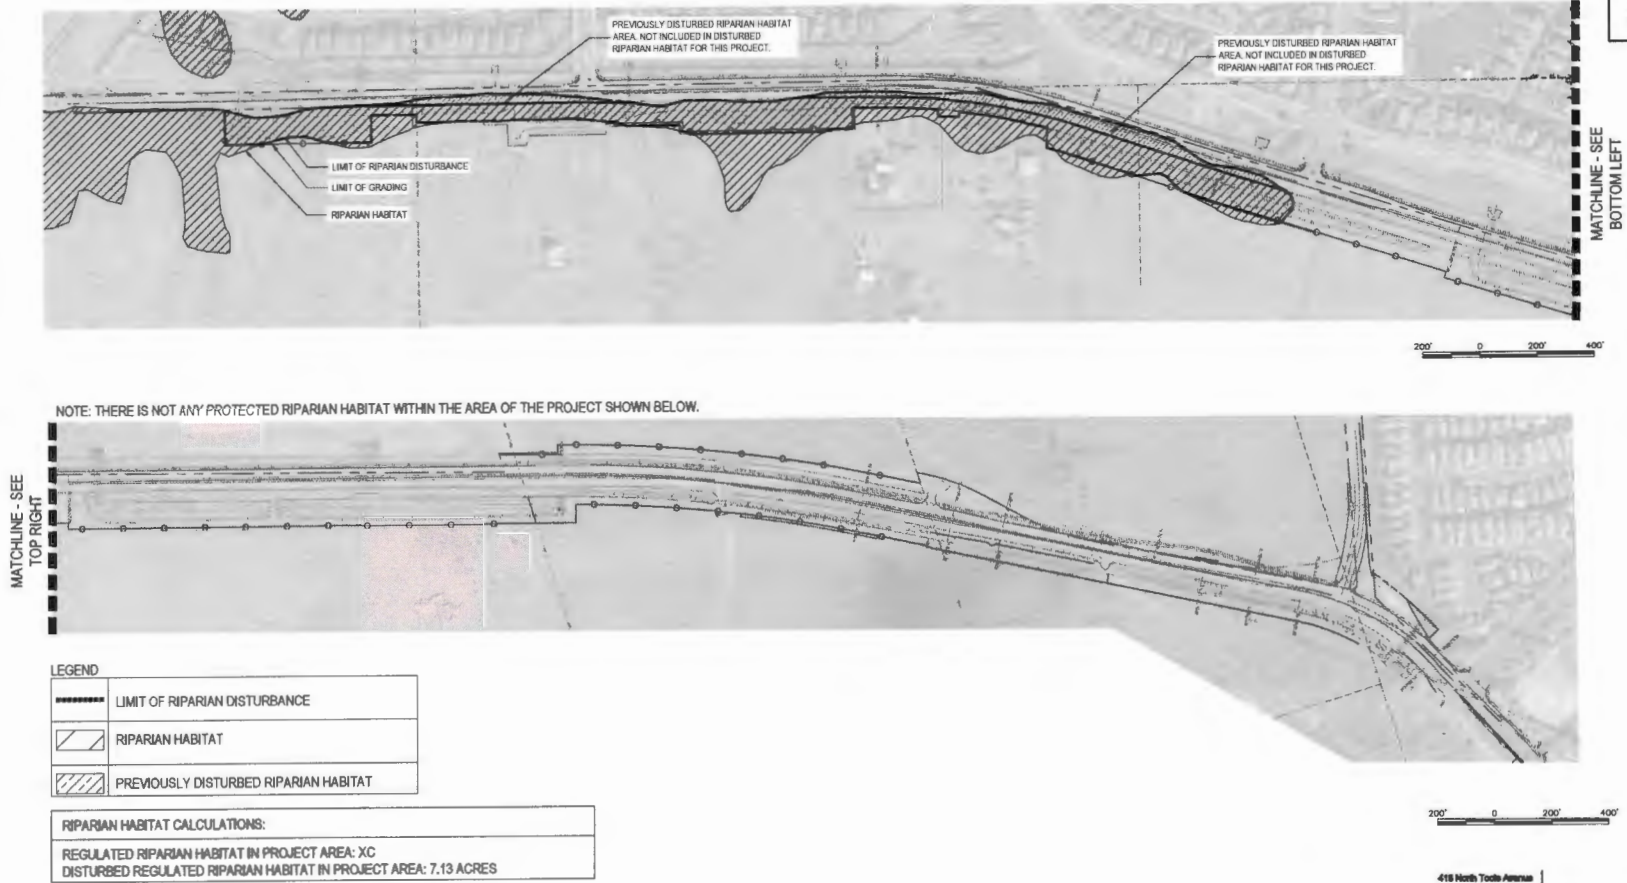 PREVIOUSLY DISTURBED RIPARIAN HABITAT
AREA. NOT INCLUDED IN DISTURBED
RIPARIAN HABITAT FOR THIS PROJECT.
PREVIOUSLY DISTURBED RIPARIAN HABITAT
AREA. NOT INCLUDED IN DISTURBED
RIPARIAN HABITAT FOR THIS PROJECT.
LIMIT OF RIPARIAN DISTURBANCE
LIMIT OF GRADING
RIPARIAN HABITAT
MATCHLINE - SEE
BOTTOM LEFT
200' 0 200' 400'
NOTE: THERE IS NOT ANY PROTECTED RIPARIAN HABITAT WITHIN THE AREA OF THE PROJECT SHOWN BELOW.
MATCHLINE - SEE
TOP RIGHT
LEGEND
LIMIT OF RIPARIAN DISTURBANCE
RIPARIAN HABITAT
PREVIOUSLY DISTURBED RIPARIAN HABITAT
RIPARIAN HABITAT CALCULATIONS:
REGULATED RIPARIAN HABITAT IN PROJECT AREA: XC
DISTURBED REGULATED RIPARIAN HABITAT IN PROJECT AREA: 7.13 ACRES
200' 0 200' 400'
418 North Toole Avenue